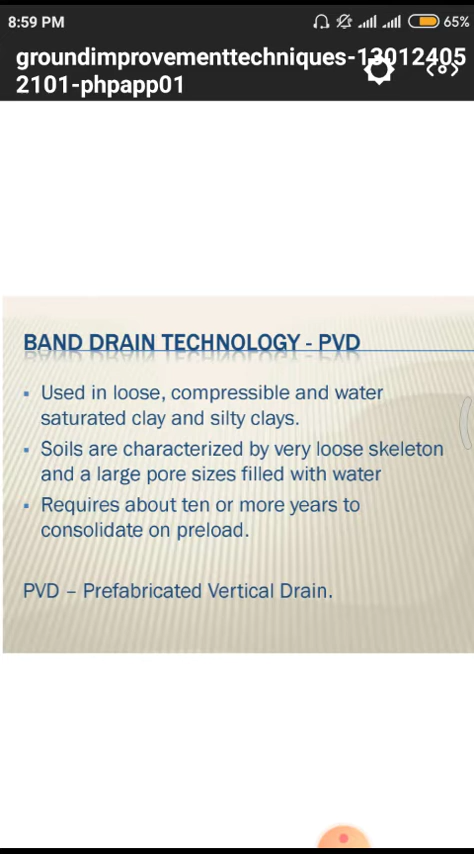 8:59 PM 65%
groundimprovementtechniques-13012405
2101-phpapp01
BAND DRAIN TECHNOLOGY - PVD
▪ Used in loose, compressible and water
saturated clay and silty clays.
▪ Soils are characterized by very loose skeleton
and a large pore sizes filled with water
▪ Requires about ten or more years to
consolidate on preload.
PVD – Prefabricated Vertical Drain.